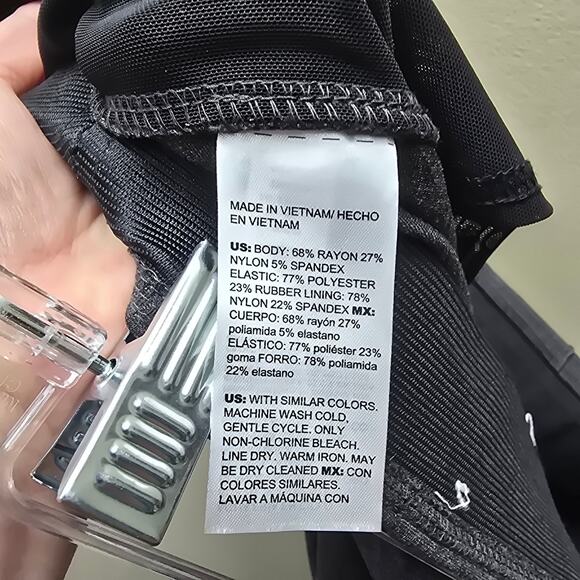 MADE IN VIETNAM/ HECHO
EN VIETNAM
US: BODY: 68% RAYON 27%
NYLON 5% SPANDEX
ELASTIC: 77% POLYESTER
23% RUBBER LINING: 78%
NYLON 22% SPANDEX MX:
CUERPO: 68% rayón 27%
poliamida 5% elastano
ELÁSTICO: 77% poliéster 23%
goma FORRO: 78% poliamida
22% elastano
US: WITH SIMILAR COLORS.
MACHINE WASH COLD,
GENTLE CYCLE. ONLY
NON-CHLORINE BLEACH.
LINE DRY. WARM IRON. MAY
BE DRY CLEANED MX: CON
COLORES SIMILARES.
LAVAR A MÁQUINA CON